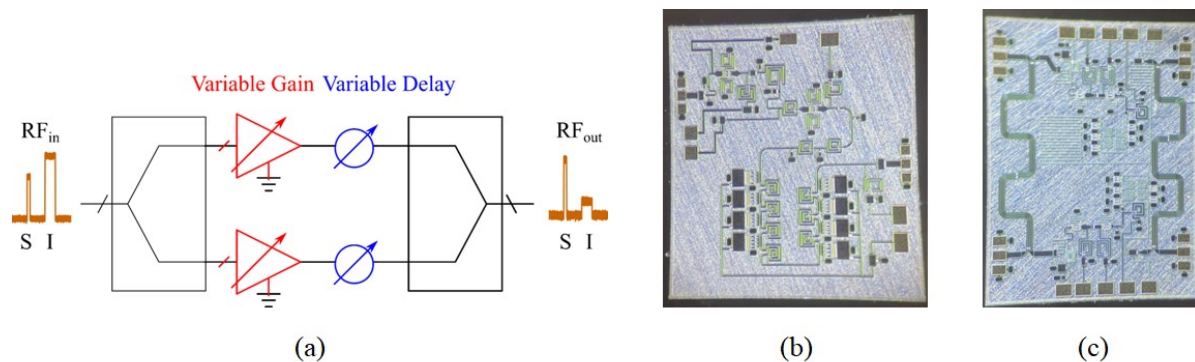 Variable Gain Variable Delay
RFin
RFout
S I
S I
(a)
(b)
(c)